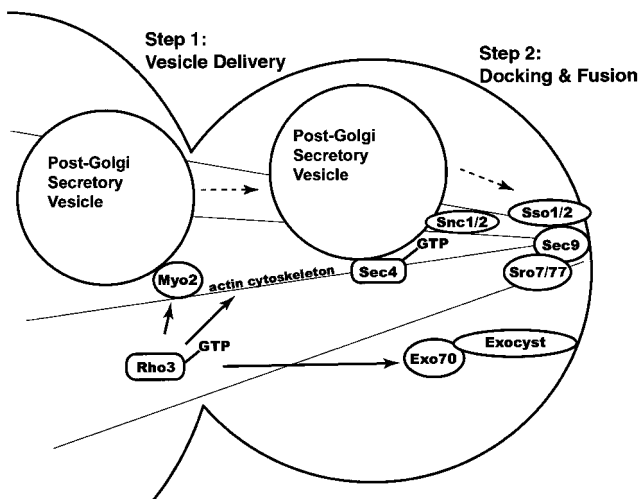 Step 1:
Vesicle Delivery
Step 2:
Docking & Fusion
Post-Golgi
Secretory
Vesicle
Post-Golgi
Secretory
Vesicle
Snc1/2
Sso1/2
GTP
Sec9
Sec4
Sro7/77
Myo2
actin cytoskeleton
GTP
Rho3
Exo70
Exocyst